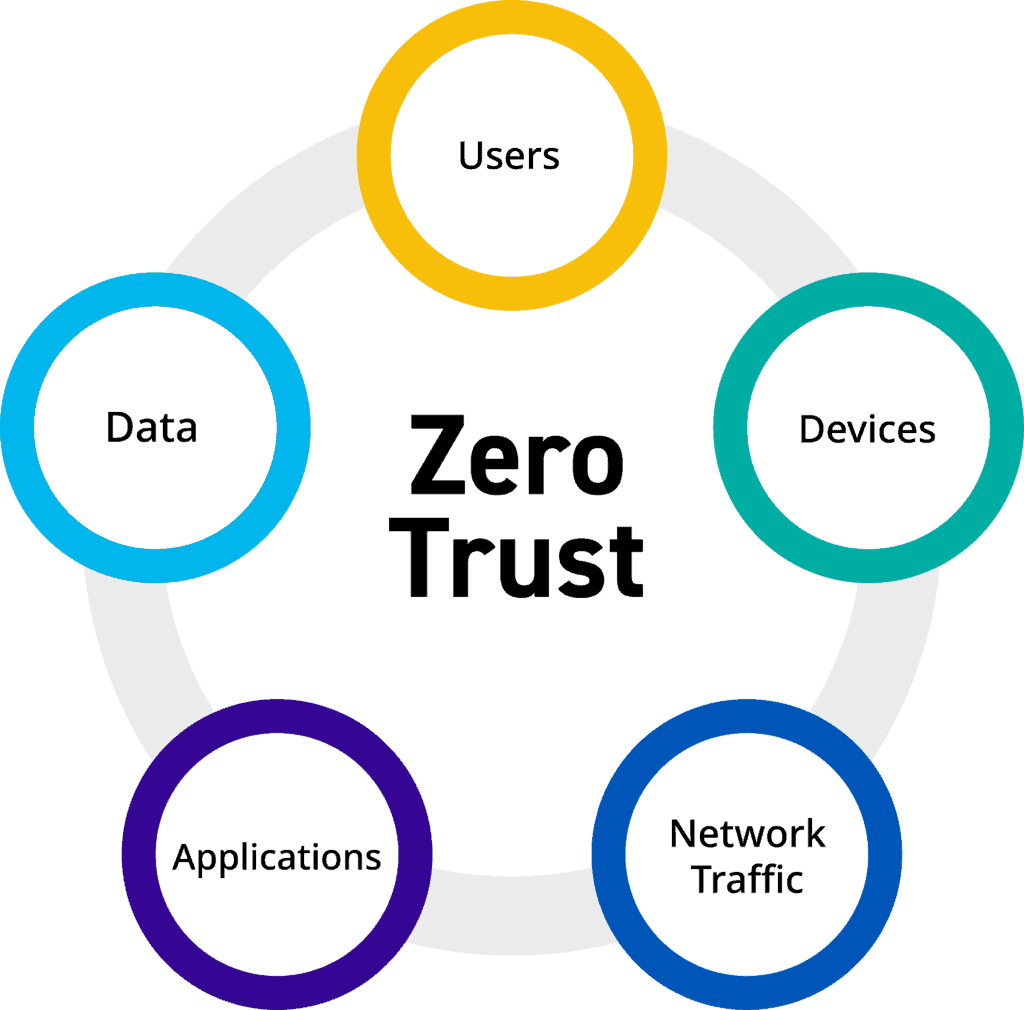 Users
Data
Devices
Zero
Trust
Applications
Network
Traffic